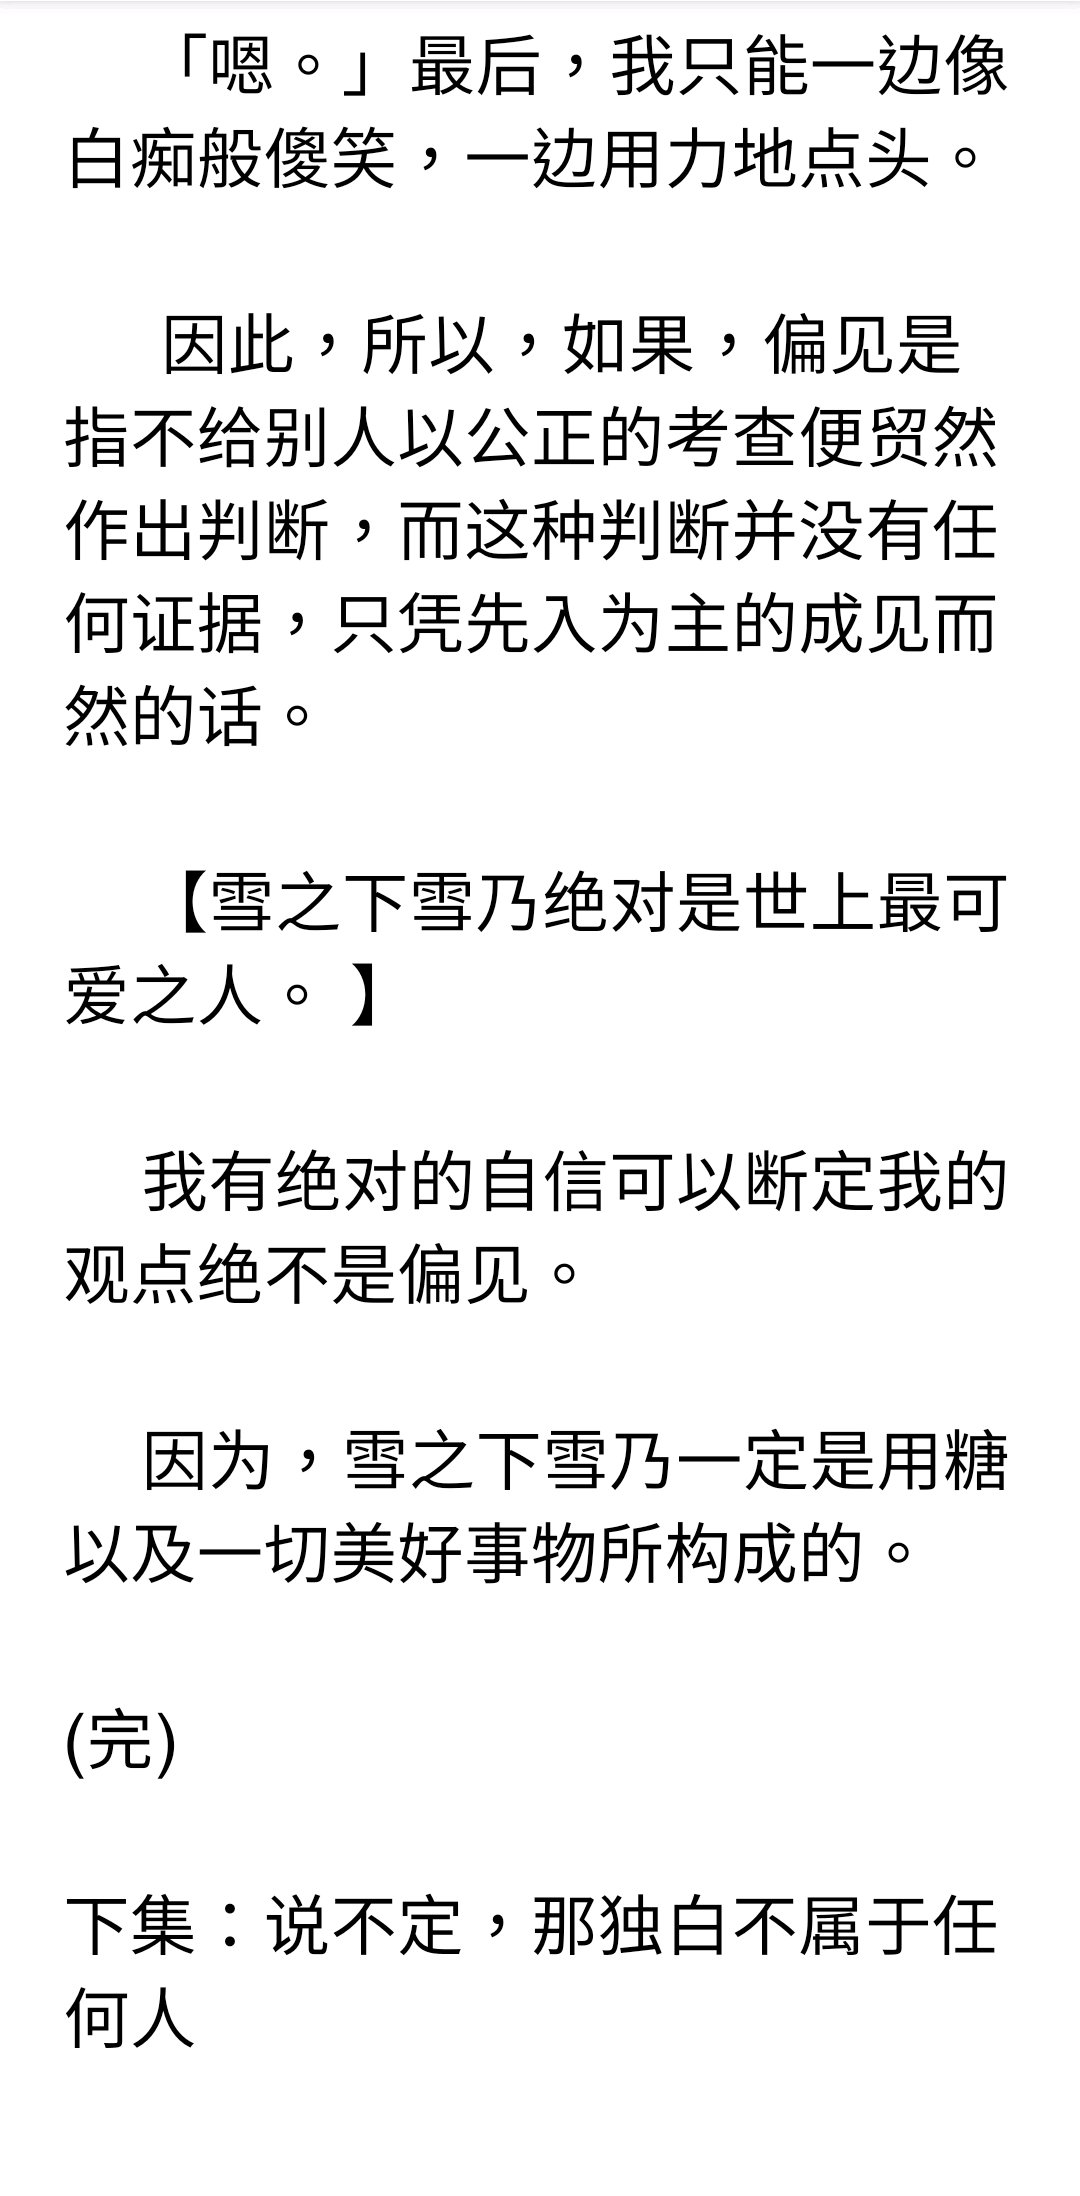 「嗯。」最后，我只能一边像
白痴般傻笑，一边用力地点头。
因此，所以，如果，偏见是
指不给别人以公正的考查便贸然
作出判断，而这种判断并没有任
何证据，只凭先入为主的成见而
然的话。
【雪之下雪乃绝对是世上最可
爱之人。】
我有绝对的自信可以断定我的
观点绝不是偏见。
因为，雪之下雪乃一定是用糖
以及一切美好事物所构成的。
(完)
下集：说不定，那独白不属于任
何人